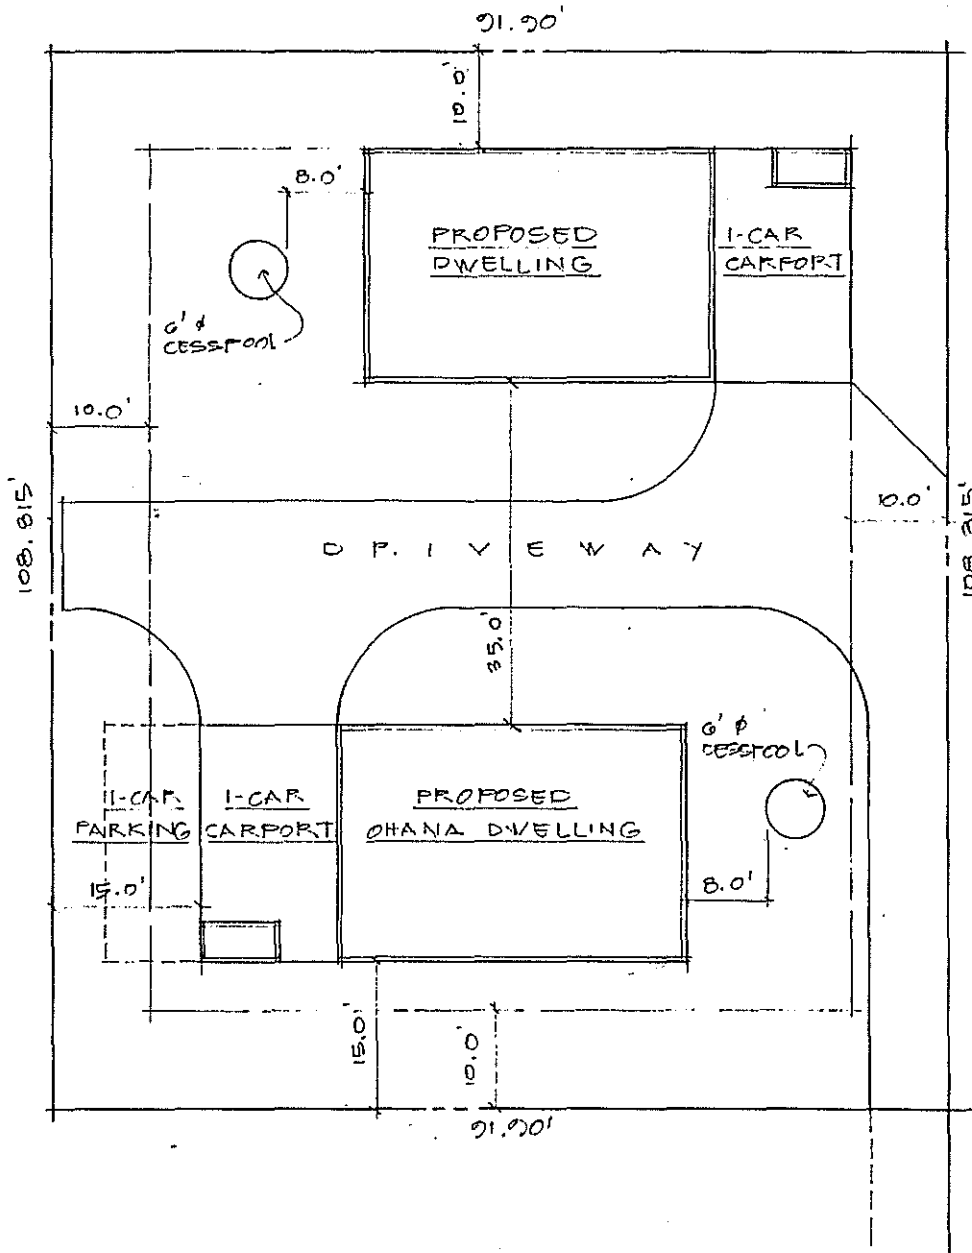 91.90'
10.0'
8.0'
PROPOSED
DWELLING
1-CAR
CARPORT
6' ø
CESSPOOL
10.0'
108.815'
10.0'
DRIVEWAY
35.0'
6' ø
CESSPOOL
1-CAR
PARKING
1-CAR
CARPORT
PROPOSED
OHANA DWELLING
15.0'
8.0'
15.0'
10.0'
91.90'